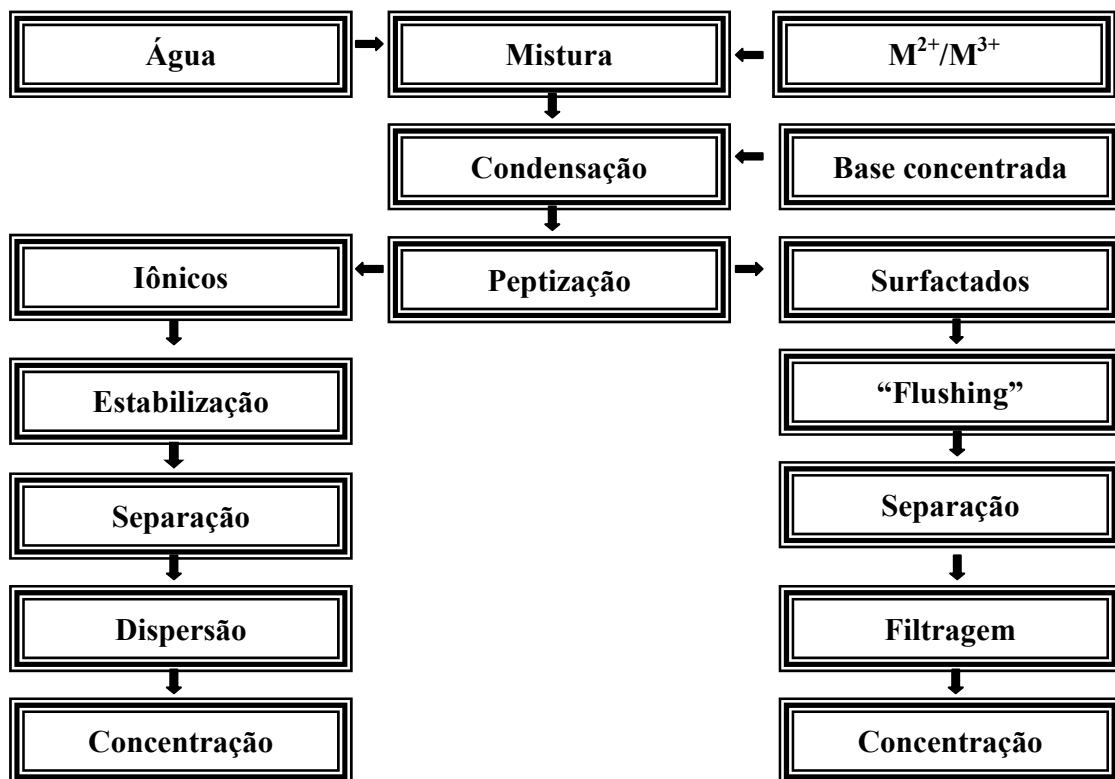 Água
Mistura
M²⁺/M³⁺
Condensação
Base concentrada
Iônicos
Peptização
Surfactados
Estabilização
“Flushing”
Separação
Separação
Dispersão
Filtragem
Concentração
Concentração